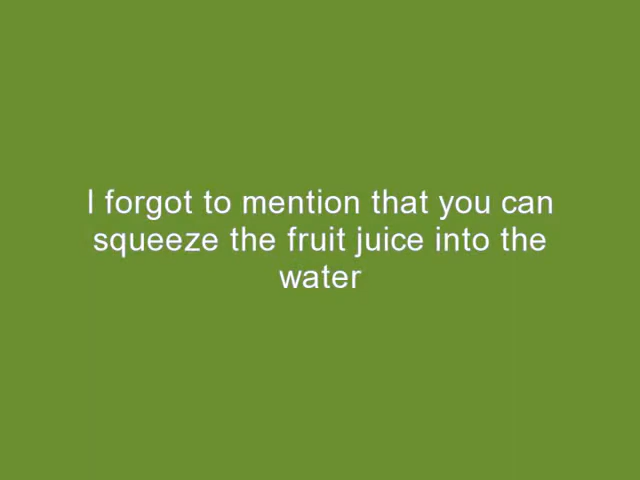 I forgot to mention that you can
squeeze the fruit juice into the
water